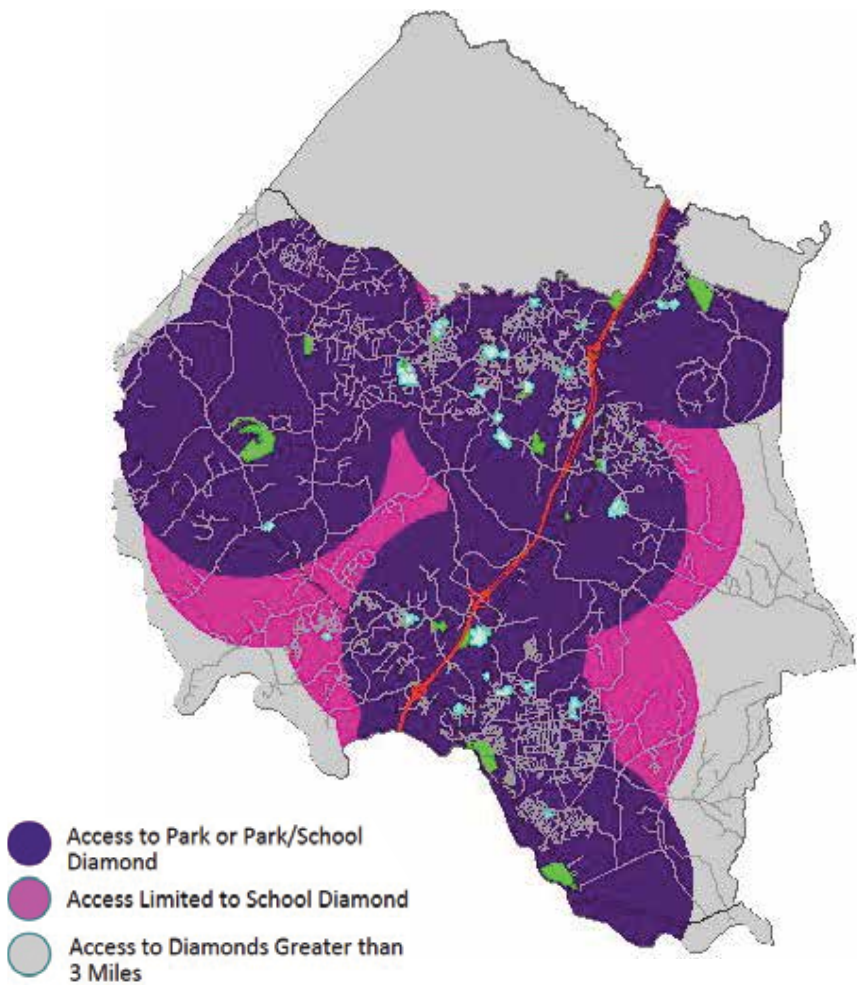 Access to Park or Park/School
Diamond
Access Limited to School Diamond
Access to Diamonds Greater than
3 Miles